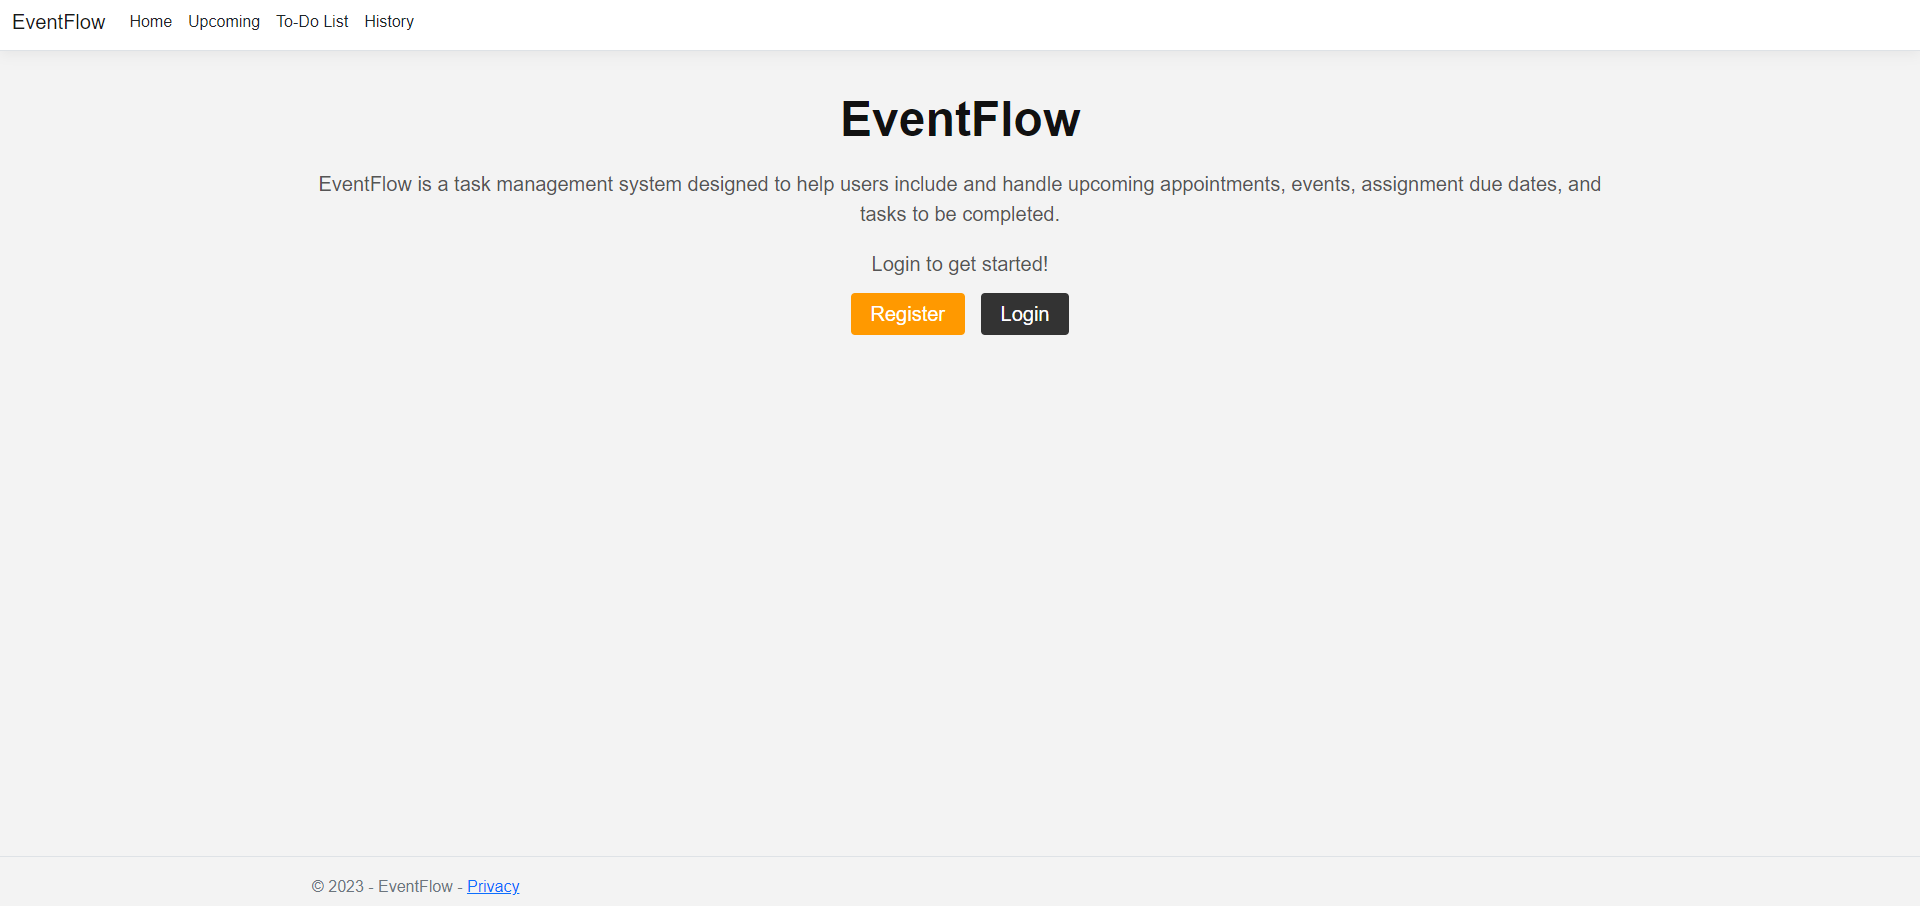 EventFlow Home Upcoming To-Do List History
EventFlow
EventFlow is a task management system designed to help users include and handle upcoming appointments, events, assignment due dates, and
tasks to be completed.
Login to get started!
Register Login
© 2023 - EventFlow - Privacy